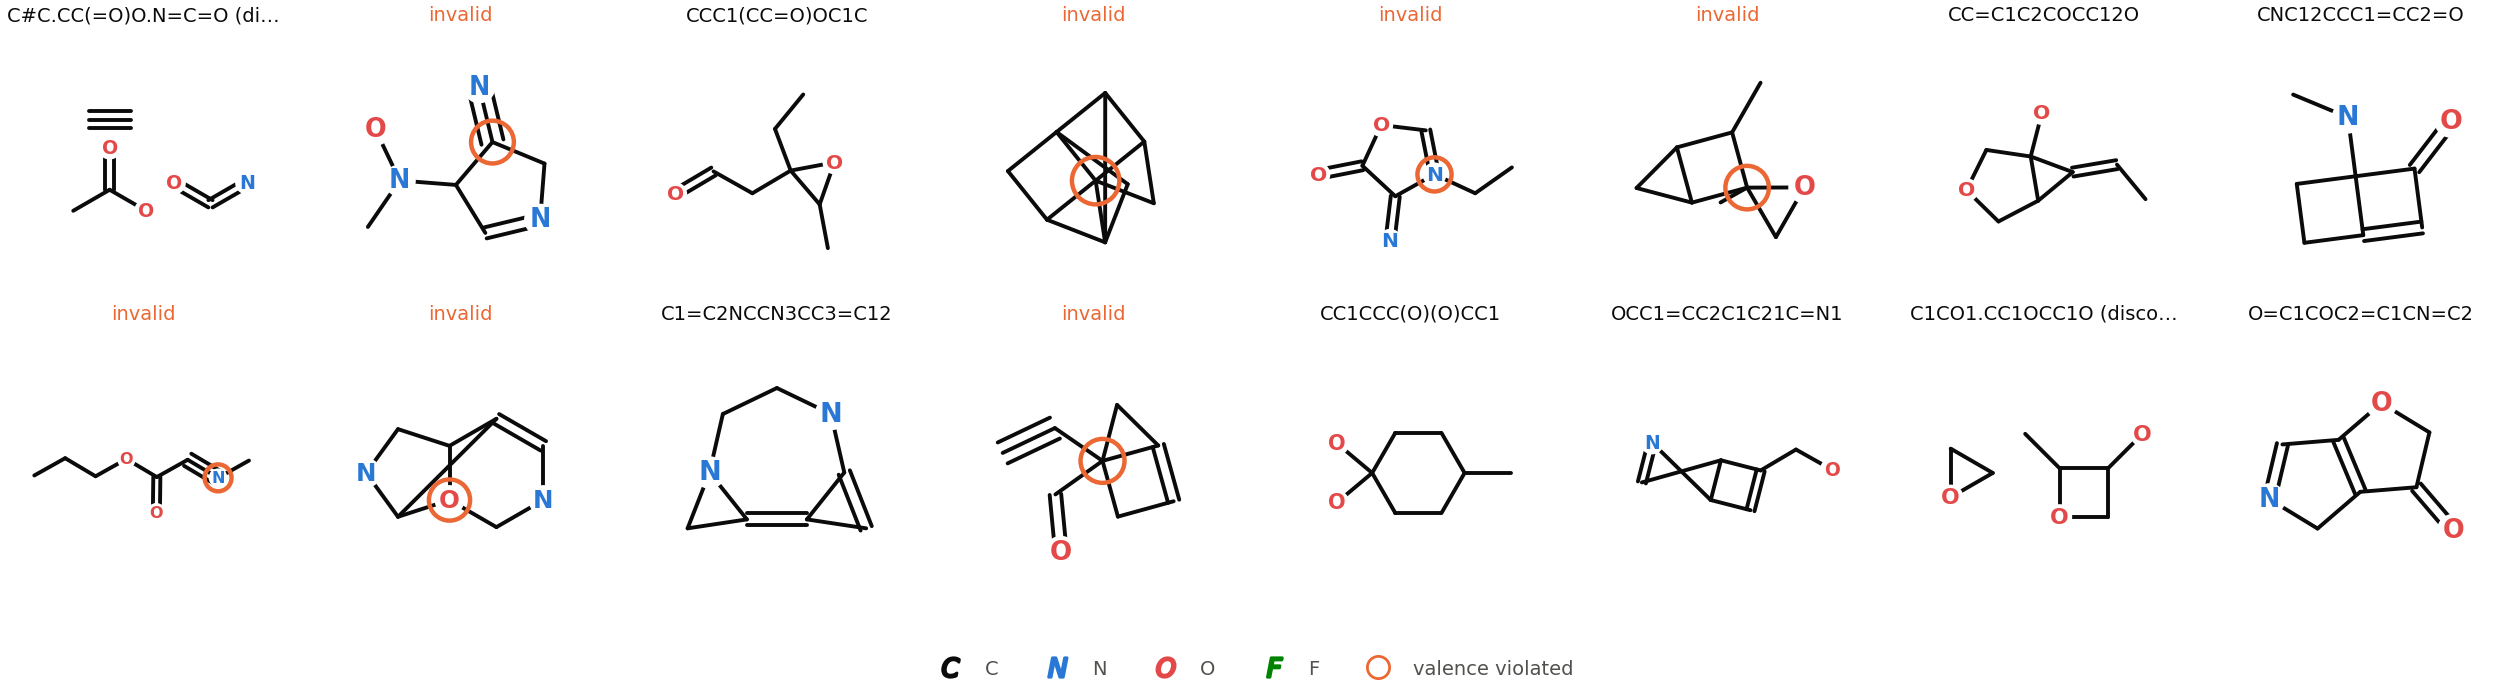 C#C.CC(=O)O.N=C=O (di…
invalid
CCC1(CC=O)OC1C
invalid
invalid
invalid
CC=C1C2COCC12O
CNC12CCC1=CC2=O
O
O
O
N
N
O
N
N
O
O
O
O
N
N
O
O
O
N
O
invalid
invalid
C1=C2NCCN3CC3=C12
invalid
CC1CCC(O)(O)CC1
OCC1=CC2C1C21C=N1
C1CO1.CC1OCC1O (disco…
O=C1COC2=C1CN=C2
O
O
N
N
O
N
N
N
O
O
O
N
O
O
O
O
O
N
O
C C N N O O F F valence violated